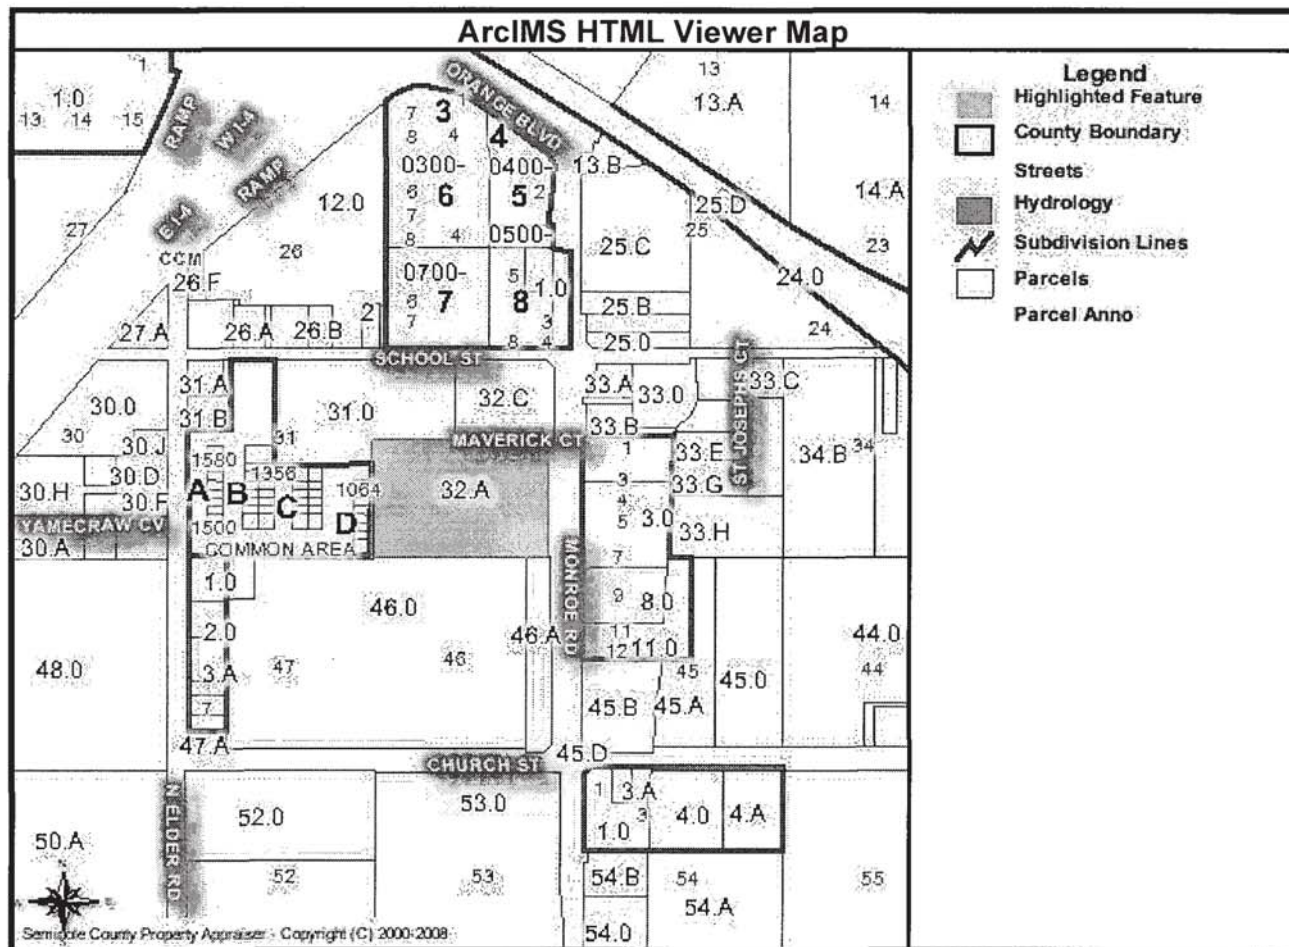 ArcIMS HTML Viewer Map
Legend
Highlighted Feature
County Boundary
Streets
Hydrology
Subdivision Lines
Parcels
Parcel Anno
1
1.0
13 14 15
RAMP
W I-4
RAMP
E I-4
CCM
27
26.F
27.A
12.0
26
26.A
26.B
2
ORANGE BLVD
7 3 1
8 4
4
0300-
0400-
6 6 5 2
7
8 4
0500-
0700-
7
6
7
5 1.0
8
3
8 4
13
13.A
14
13.B
14.A
25.D
25
23
25.C
24.0
25.B
24
25.0
SCHOOL ST
ST JOSEPHS CT
31.A
31.B
30.0
30
30.J
30.D
30.H
30.F
YAMECRAW CV
30.A
31.0
31
32.C
33.A
33.0
33.C
33.B
MAVERICK CT
1580
1356
1064
A B C D
1500
COMMON AREA
32.A
1
3
4
5
3.0
7
33.E
33.G
33.H
34.B
34
MONROE RD
1.0
2.0
3.A
7
47.A
48.0
46.0
46.A
47
46
9
8.0
11
12
11.0
45
45.0
45.B
45.A
44.0
44
45.D
CHURCH ST
N ELDER RD
50.A
52.0
52
53.0
53
1
3.A
3
1.0
4.0
4.A
54.B
54
54.A
54.0
55
Seminole County Property Appraiser - Copyright (C) 2000-2008